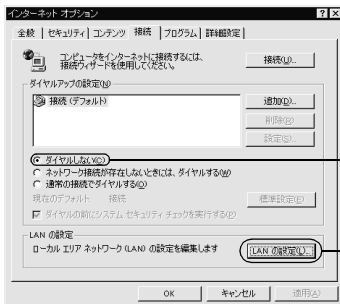 インターネット オプション
全般 セキュリティ コンテンツ 接続 プログラム 詳細設定
コンピュータをインターネットに接続するには、
接続ウィザードを使用してください。
接続(U)...
ダイヤルアップの設定(N)
接続 (デフォルト)
追加(D)...
削除(R)
設定(S)...
ダイヤルしない(C)
ネットワーク接続が存在しないときには、ダイヤルする(W)
通常の接続でダイヤルする(O)
現在のデフォルト 接続
標準設定(E)
ダイヤルの前にシステム セキュリティ チェックを実行する(P)
LAN の設定
ローカル エリア ネットワーク (LAN) の設定を編集します
LAN の設定(L)...
OK キャンセル 適用(A)